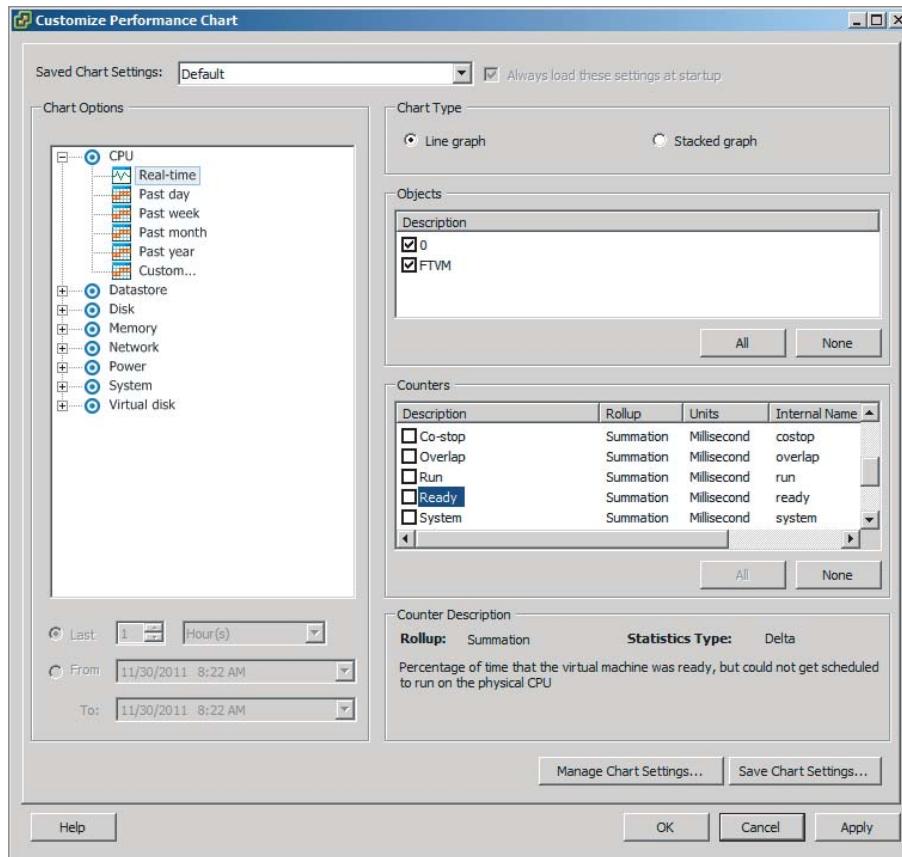 Customize Performance Chart
Saved Chart Settings: Default Always load these settings at startup
Chart Options
CPU
Real-time
Past day
Past week
Past month
Past year
Custom...
Datastore
Disk
Memory
Network
Power
System
Virtual disk
Last 1 Hour(s)
From 11/30/2011 8:22 AM
To: 11/30/2011 8:22 AM
Chart Type
Line graph Stacked graph
Objects
Description
0
FTVM
All None
Counters
Description Rollup Units Internal Name
Co-stop Summation Millisecond costop
Overlap Summation Millisecond overlap
Run Summation Millisecond run
Ready Summation Millisecond ready
System Summation Millisecond system
All None
Counter Description
Rollup: Summation Statistics Type: Delta
Percentage of time that the virtual machine was ready, but could not get scheduled
to run on the physical CPU
Manage Chart Settings... Save Chart Settings...
Help OK Cancel Apply